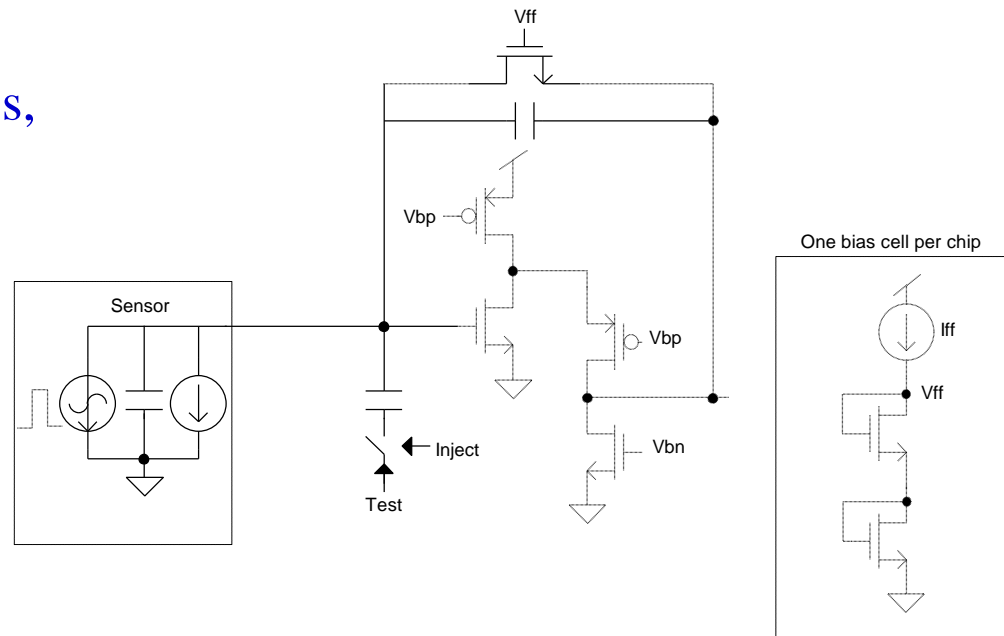 Vff
s,
Vbp
One bias cell per chip
Sensor
Iff
Vbp
Vff
Inject
Vbn
Test